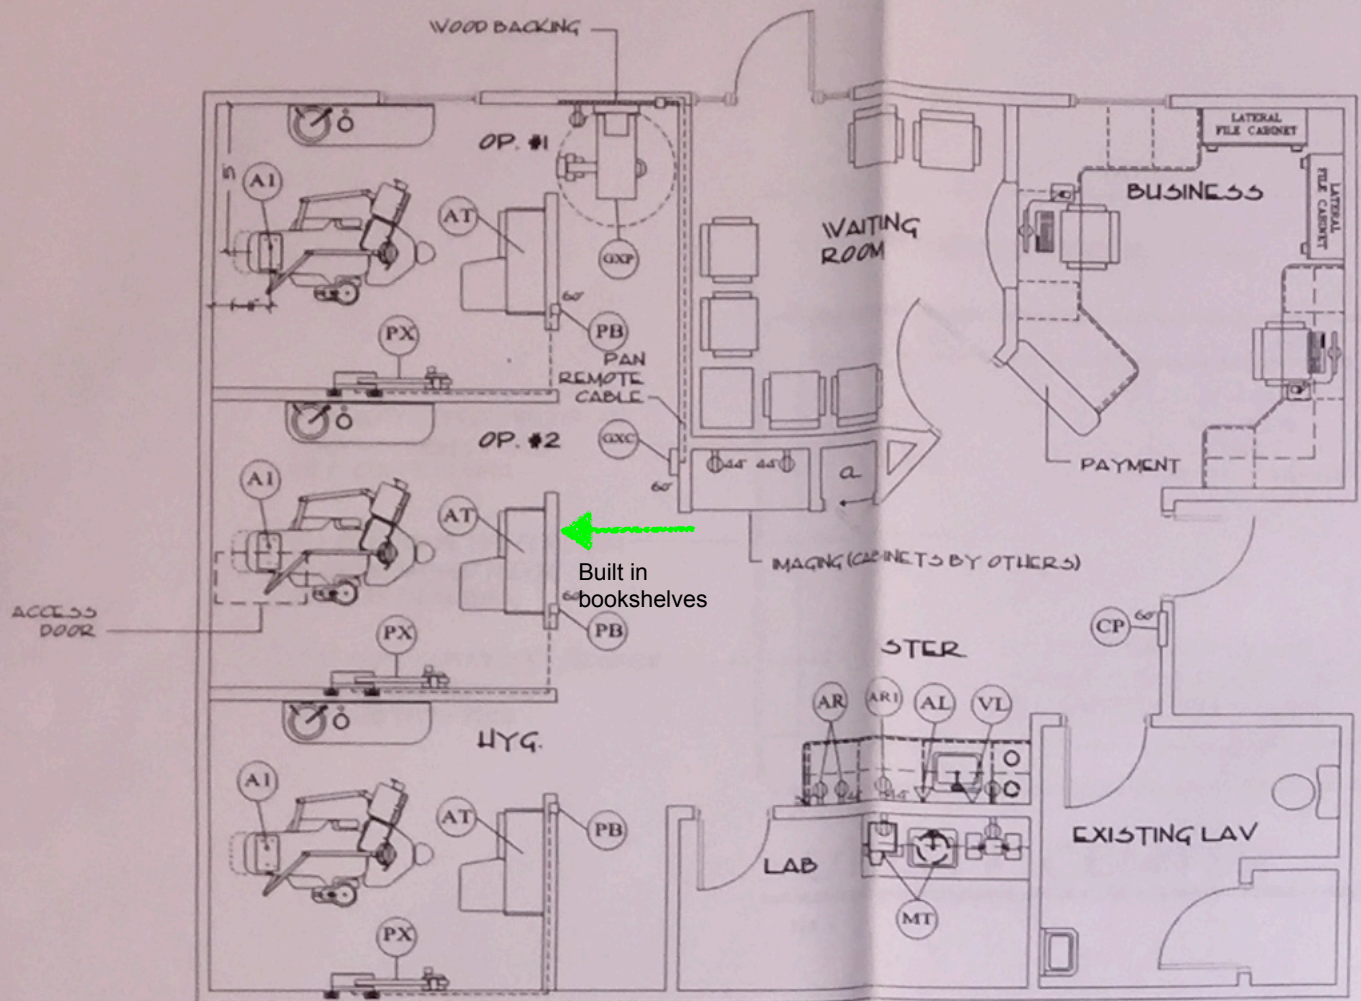 WOOD BACKING
OP. #1
A1
AT
GXP
60"
PB
PX
5'
PAN
REMOTE
CABLE
WAITING
ROOM
BUSINESS
LATERAL
FILE CABINET
LATERAL
FILE CABINET
PAYMENT
OP. #2
GXC
60"
44" 44"
a
A1
AT
Built in
bookshelves
60"
PB
IMAGING (CABINETS BY OTHERS)
ACCESS
DOOR
PX
CP
60"
STER
AR
AR1
AL
VL
HYG.
A1
AT
PB
PX
LAB
MT
EXISTING LAV